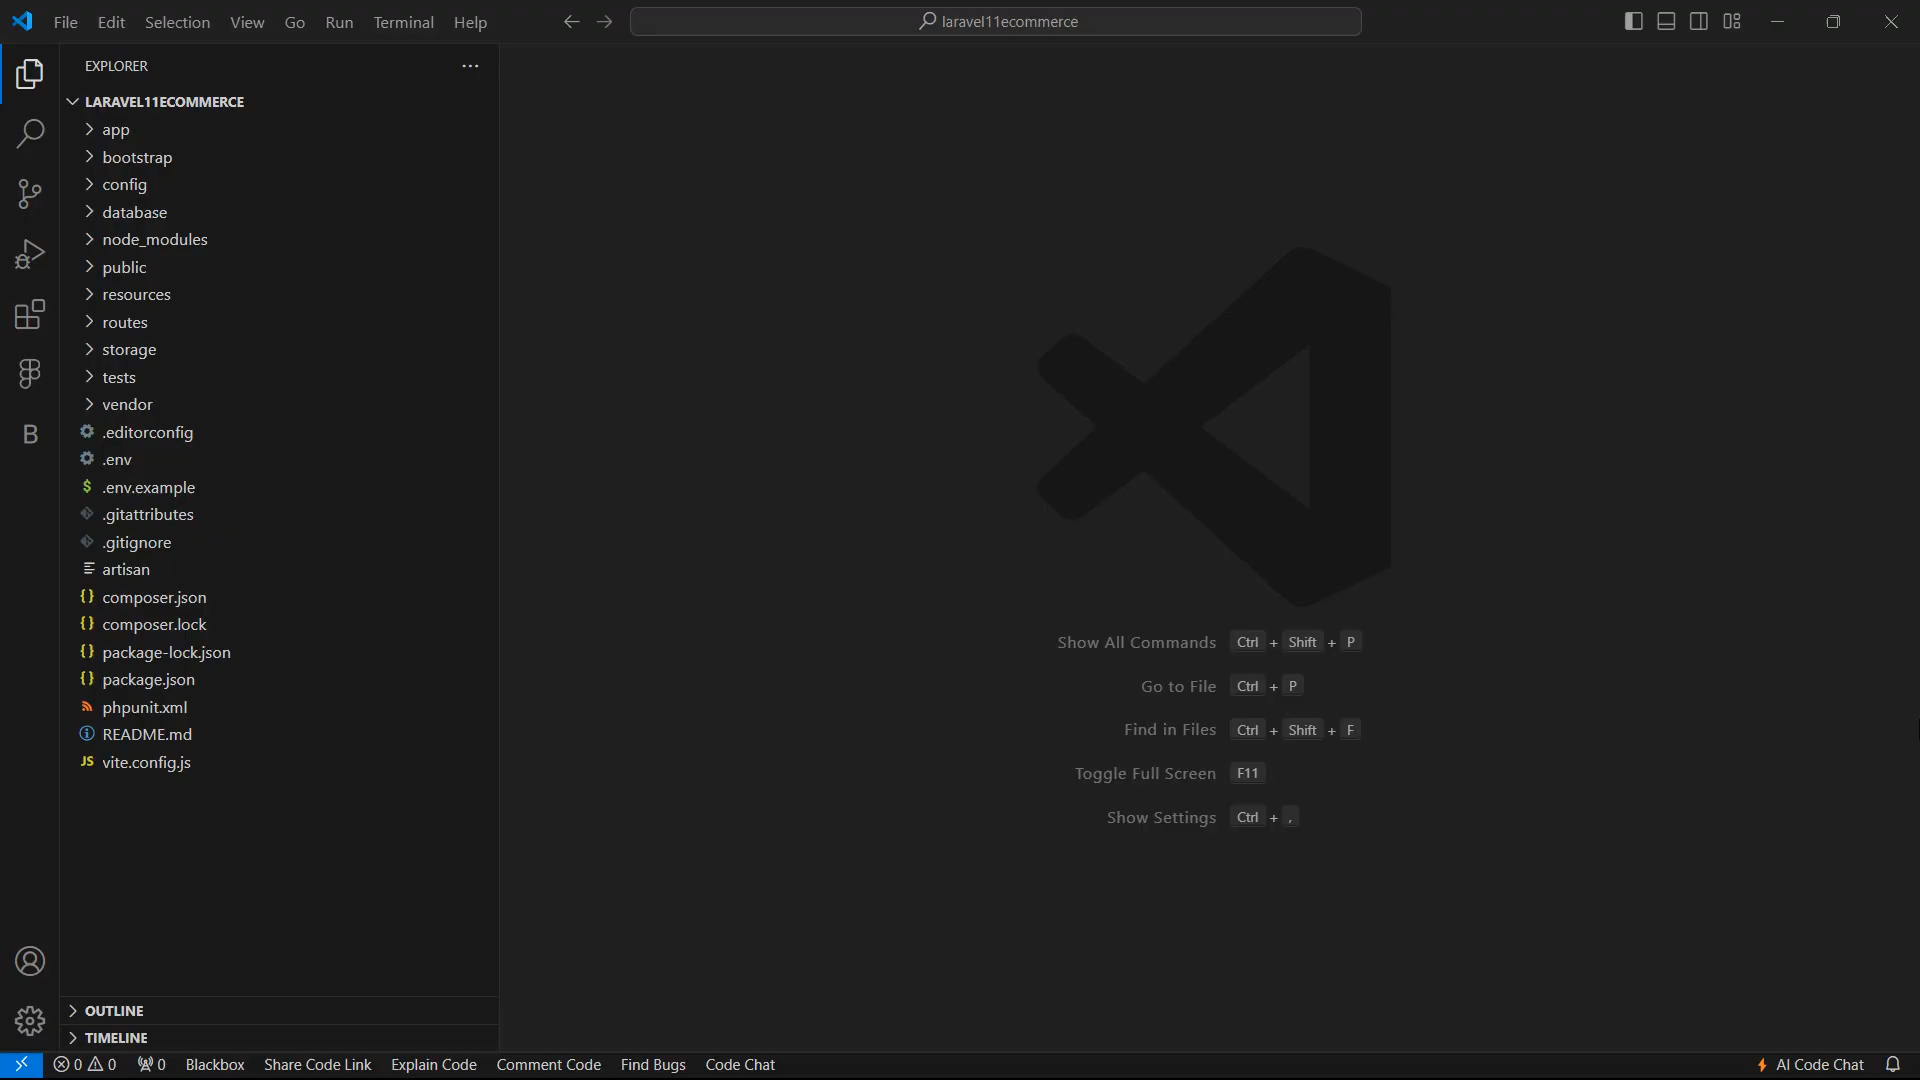 File Edit Selection View Go Run Terminal Help
laravel11ecommerce
EXPLORER
LARAVEL11ECOMMERCE
app
bootstrap
config
database
node_modules
public
resources
routes
storage
tests
vendor
.editorconfig
.env
$ .env.example
.gitattributes
.gitignore
artisan
{} composer.json
{} composer.lock
{} package-lock.json
{} package.json
phpunit.xml
README.md
JS vite.config.js
B
Show All Commands Ctrl + Shift + P
Go to File Ctrl + P
Find in Files Ctrl + Shift + F
Toggle Full Screen F11
Show Settings Ctrl + ,
OUTLINE
TIMELINE
0 0 0 Blackbox Share Code Link Explain Code Comment Code Find Bugs Code Chat AI Code Chat